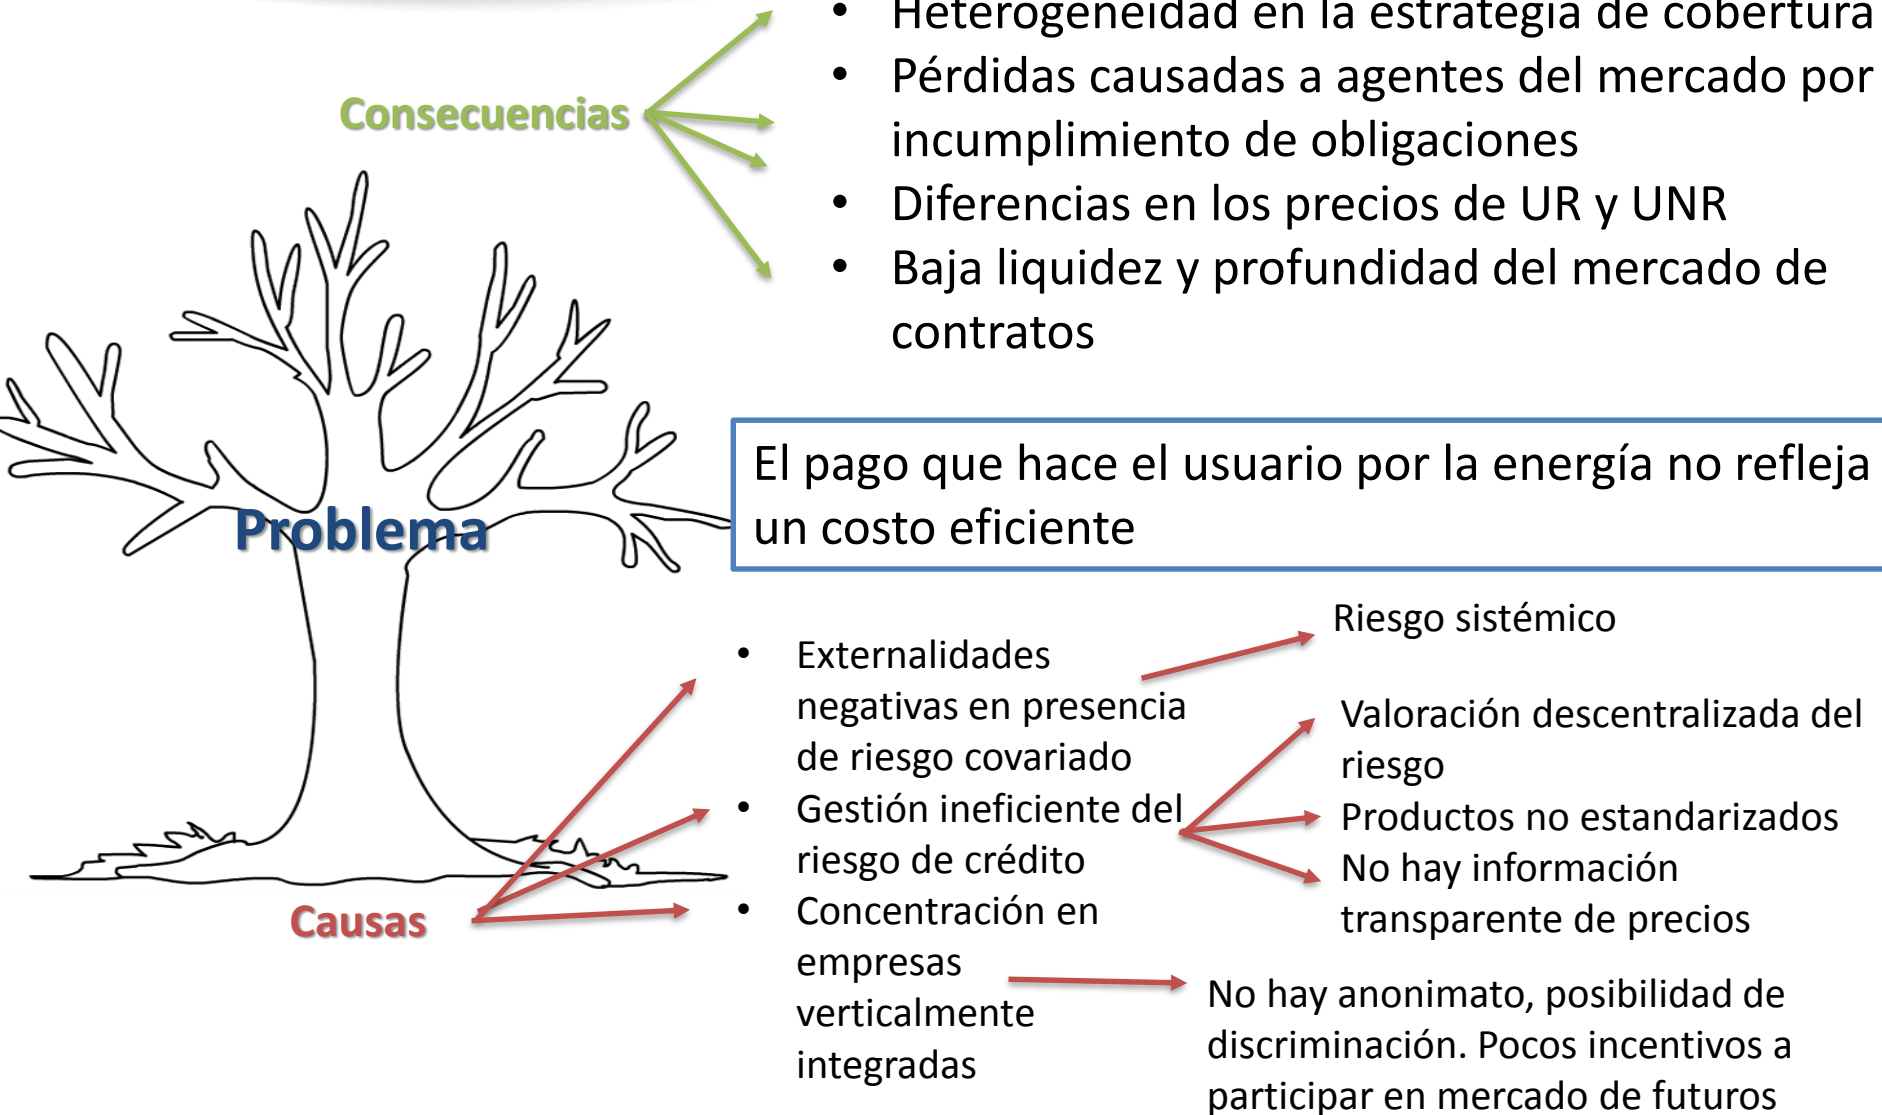 • Heterogeneidad en la estrategia de cobertura
• Pérdidas causadas a agentes del mercado por
incumplimiento de obligaciones
• Diferencias en los precios de UR y UNR
• Baja liquidez y profundidad del mercado de
contratos
Consecuencias
Problema
El pago que hace el usuario por la energía no refleja
un costo eficiente
Causas
• Externalidades
negativas en presencia
de riesgo covariado
• Gestión ineficiente del
riesgo de crédito
• Concentración en
empresas
verticalmente
integradas
Riesgo sistémico
Valoración descentralizada del
riesgo
Productos no estandarizados
No hay información
transparente de precios
No hay anonimato, posibilidad de
discriminación. Pocos incentivos a
participar en mercado de futuros